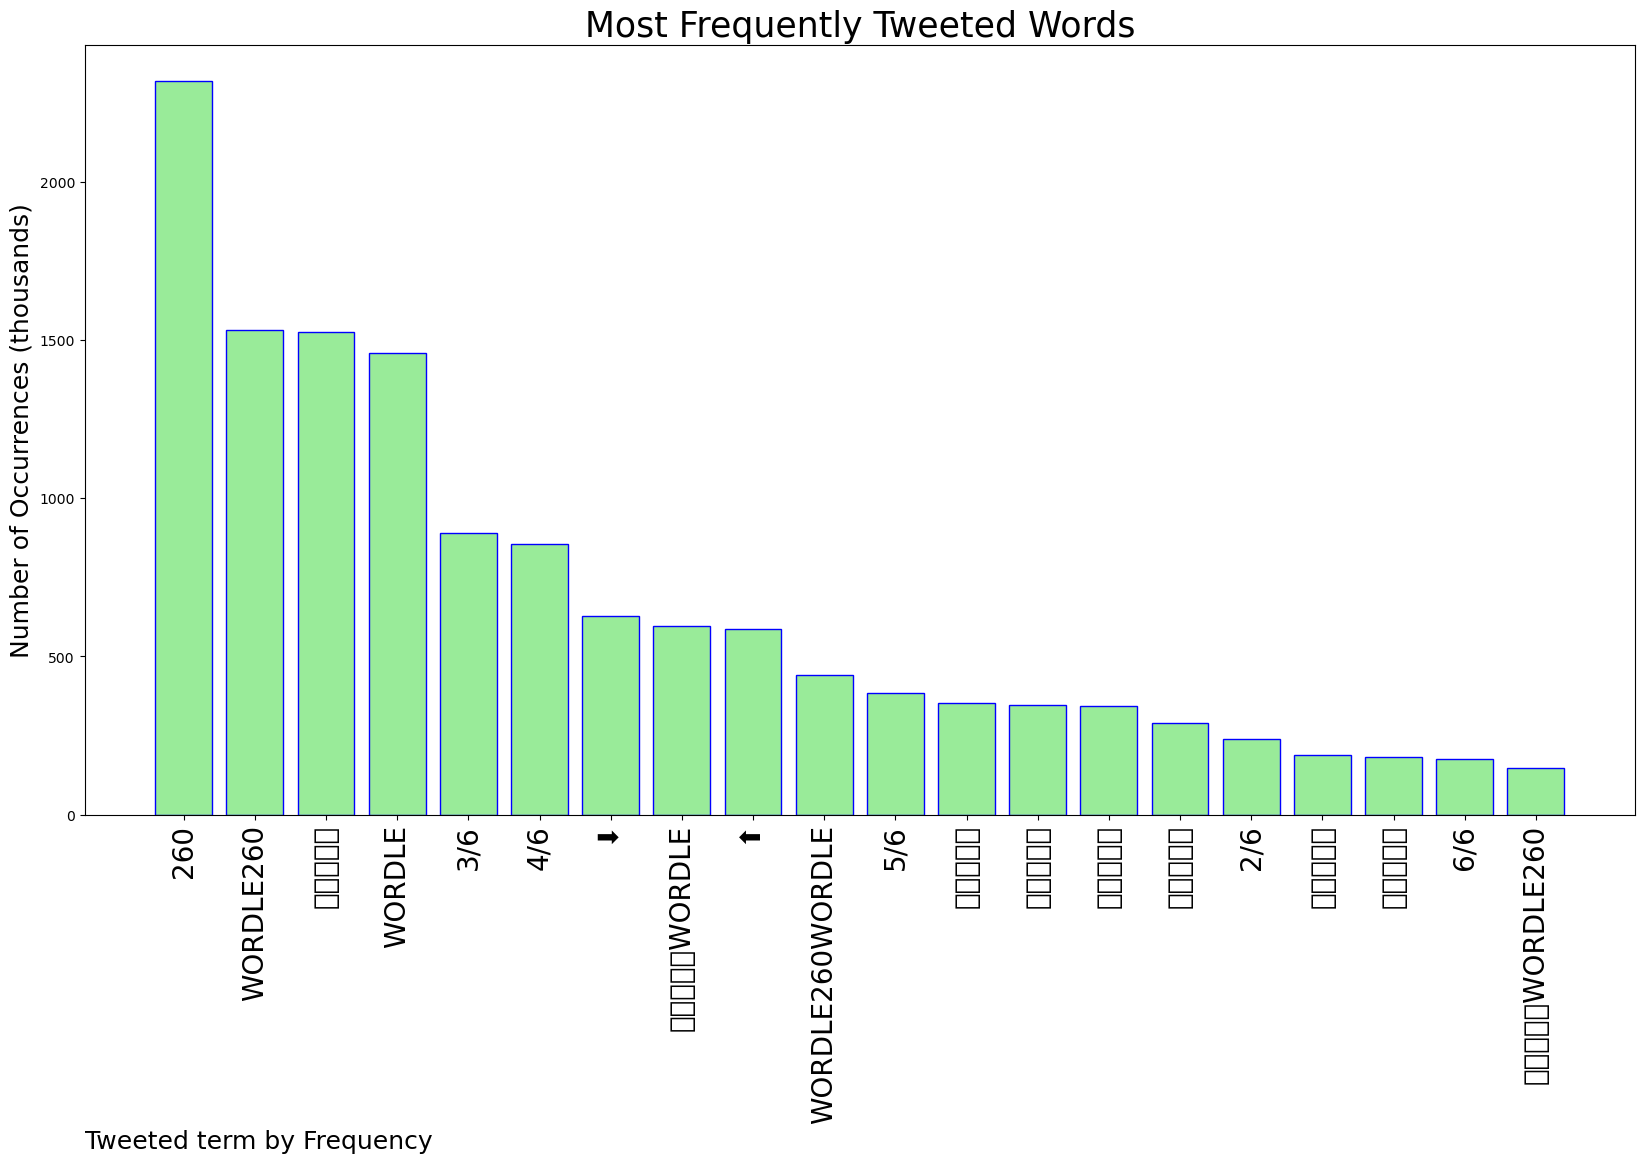 Most Frequently Tweeted Words
Number of Occurrences (thousands)
2000
1500
1000
500
0
260
WORDLE260
□□□□□
WORDLE
3/6
4/6
⬇
□□□□□WORDLE
⬆
WORDLE260WORDLE
5/6
□□□□□
□□□□□
□□□□□
□□□□□
2/6
□□□□□
□□□□□
6/6
□□□□□WORDLE260
Tweeted term by Frequency